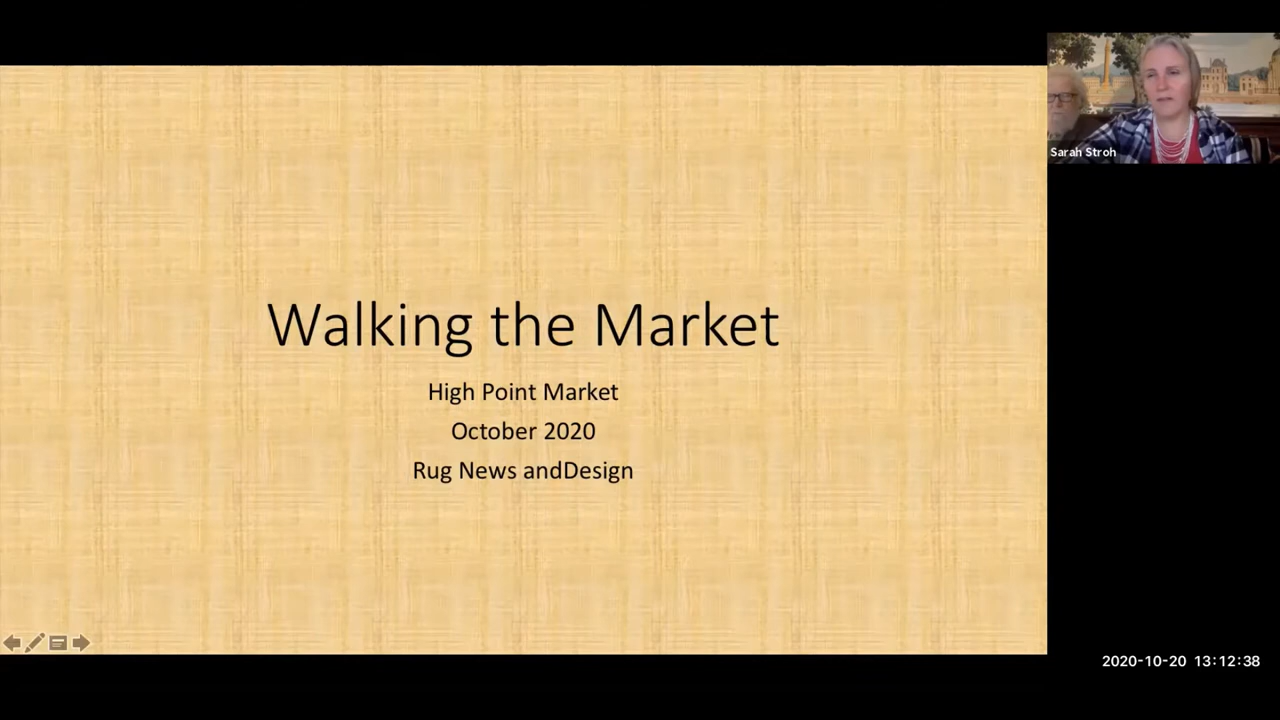 Walking the Market
High Point Market
October 2020
Rug News andDesign
Sarah Stroh
2020-10-20 13:12:38